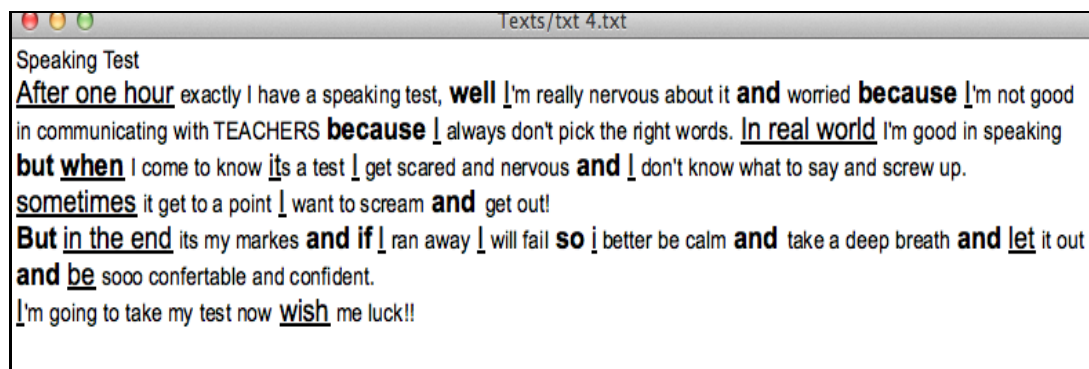 Texts/txt 4.txt
Speaking Test
After one hour exactly I have a speaking test, well I'm really nervous about it and worried because I'm not good
in communicating with TEACHERS because I always don't pick the right words. In real world I'm good in speaking
but when I come to know its a test I get scared and nervous and I don't know what to say and screw up.
sometimes it get to a point I want to scream and get out!
But in the end its my markes and if I ran away I will fail so i better be calm and take a deep breath and let it out
and be sooo confertable and confident.
I'm going to take my test now wish me luck!!